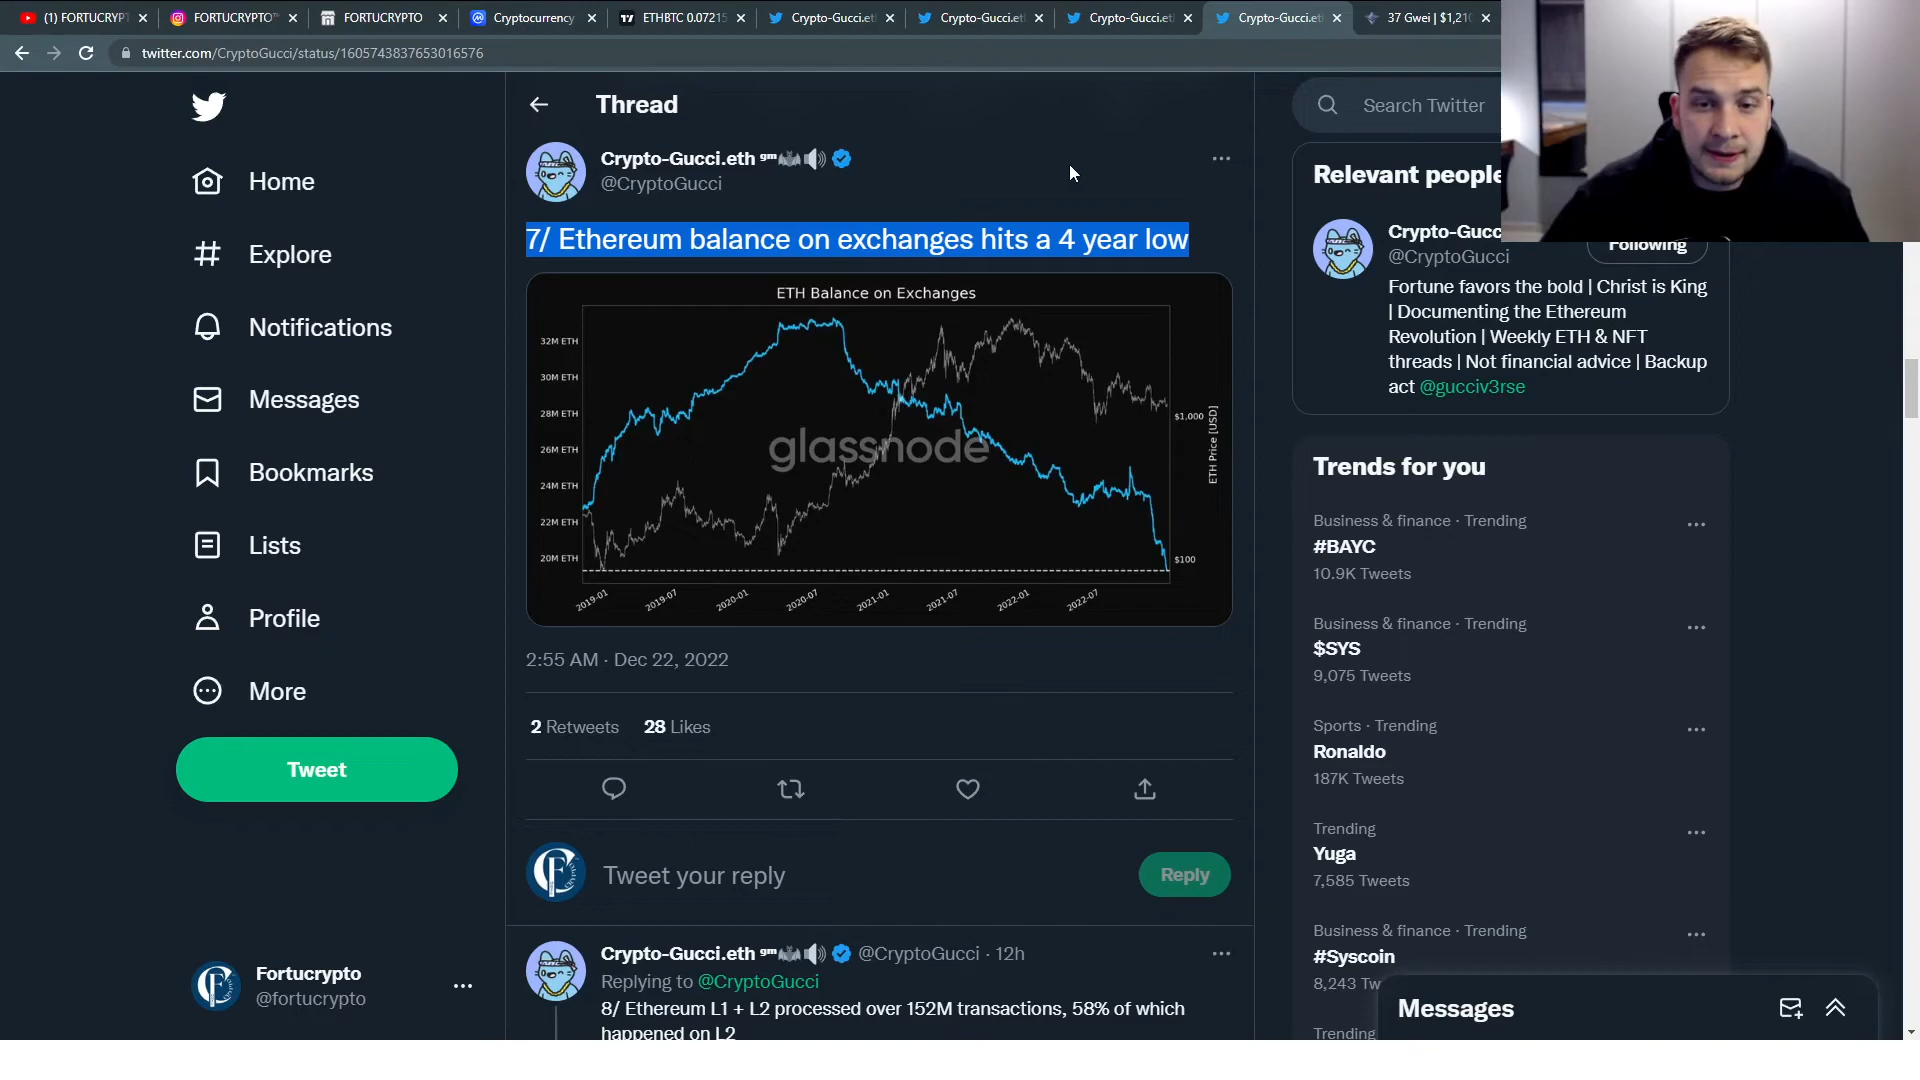 (1) FORTUCRYPT
FORTUCRYPTO
FORTUCRYPTO
Cryptocurrency
ETHBTC 0.07215
Crypto-Gucci.et
Crypto-Gucci.et
Crypto-Gucci.et
Crypto-Gucci.et
37 Gwei | $1,210
twitter.com/CryptoGucci/status/1605743837653016576
Home
Explore
Notifications
Messages
Bookmarks
Lists
Profile
More
Tweet
Fortucrypto
@fortucrypto
Thread
Crypto-Gucci.eth gm
@CryptoGucci
7/ Ethereum balance on exchanges hits a 4 year low
ETH Balance on Exchanges
32M ETH
30M ETH
28M ETH
26M ETH
24M ETH
22M ETH
20M ETH
glassnode
$1,000
$100
ETH Price [USD]
2019-01
2019-07
2020-01
2020-07
2021-01
2021-07
2022-01
2022-07
2:55 AM · Dec 22, 2022
2 Retweets 28 Likes
Tweet your reply
Reply
Crypto-Gucci.eth gm @CryptoGucci · 12h
Replying to @CryptoGucci
8/ Ethereum L1 + L2 processed over 152M transactions, 58% of which
happened on L2
Search Twitter
Relevant people
Crypto-Gucc
@CryptoGucci
Following
Fortune favors the bold | Christ is King
| Documenting the Ethereum
Revolution | Weekly ETH & NFT
threads | Not financial advice | Backup
act @gucciv3rse
Trends for you
Business & finance · Trending
#BAYC
10.9K Tweets
Business & finance · Trending
$SYS
9,075 Tweets
Sports · Trending
Ronaldo
187K Tweets
Trending
Yuga
7,585 Tweets
Business & finance · Trending
#Syscoin
8,243 Tw
Trending
Messages